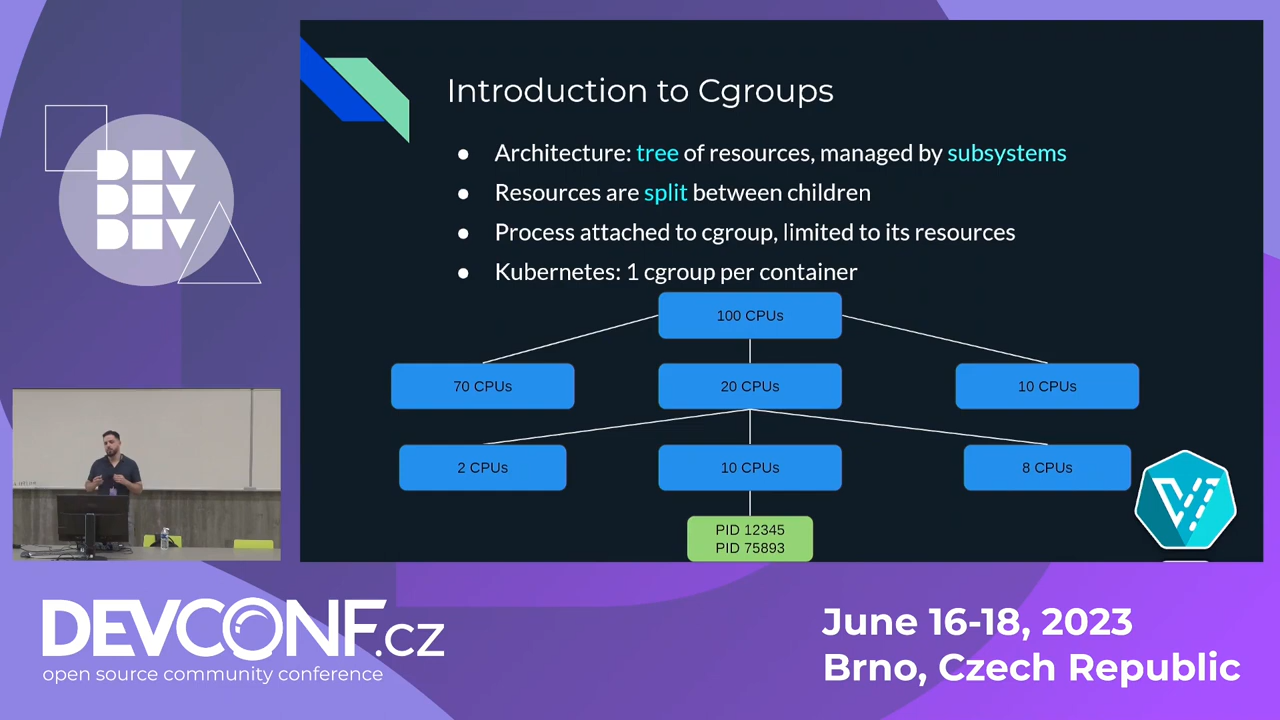 Introduction to Cgroups
● Architecture: tree of resources, managed by subsystems
● Resources are split between children
● Process attached to cgroup, limited to its resources
● Kubernetes: 1 cgroup per container
100 CPUs
70 CPUs
20 CPUs
10 CPUs
2 CPUs
10 CPUs
8 CPUs
PID 12345
PID 75893
DEV
DEV
DEV
DEVCONF.cz
open source community conference
June 16-18, 2023
Brno, Czech Republic